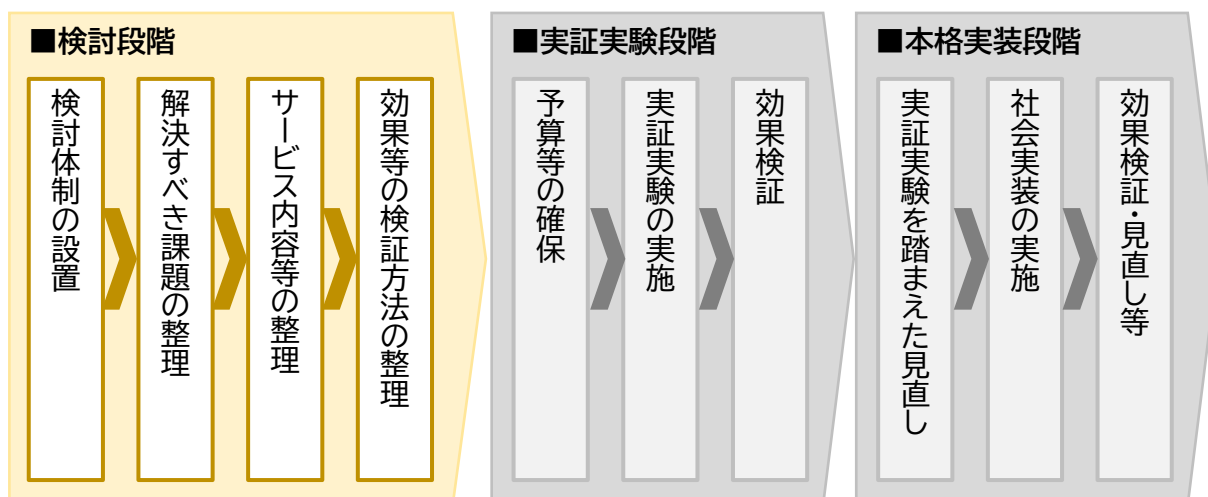 ■検討段階
検討体制の設置
解決すべき課題の整理
サービス内容等の整理
効果等の検証方法の整理
■実証実験段階
予算等の確保
実証実験の実施
効果検証
■本格実装段階
実証実験を踏まえた見直し
社会実装の実施
効果検証・見直し等